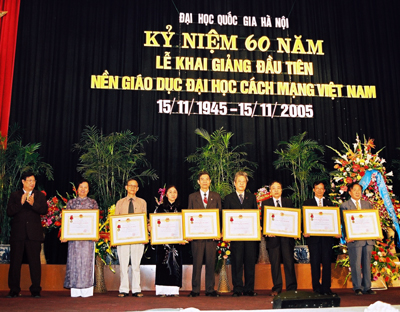 ĐẠI HỌC QUỐC GIA HÀ NỘI
KỶ NIỆM 60 NĂM
LỄ KHAI GIẢNG ĐẦU TIÊN
NỀN GIÁO DỤC ĐẠI HỌC CÁCH MẠNG VIỆT NAM
15/11/1945-15/11/2005